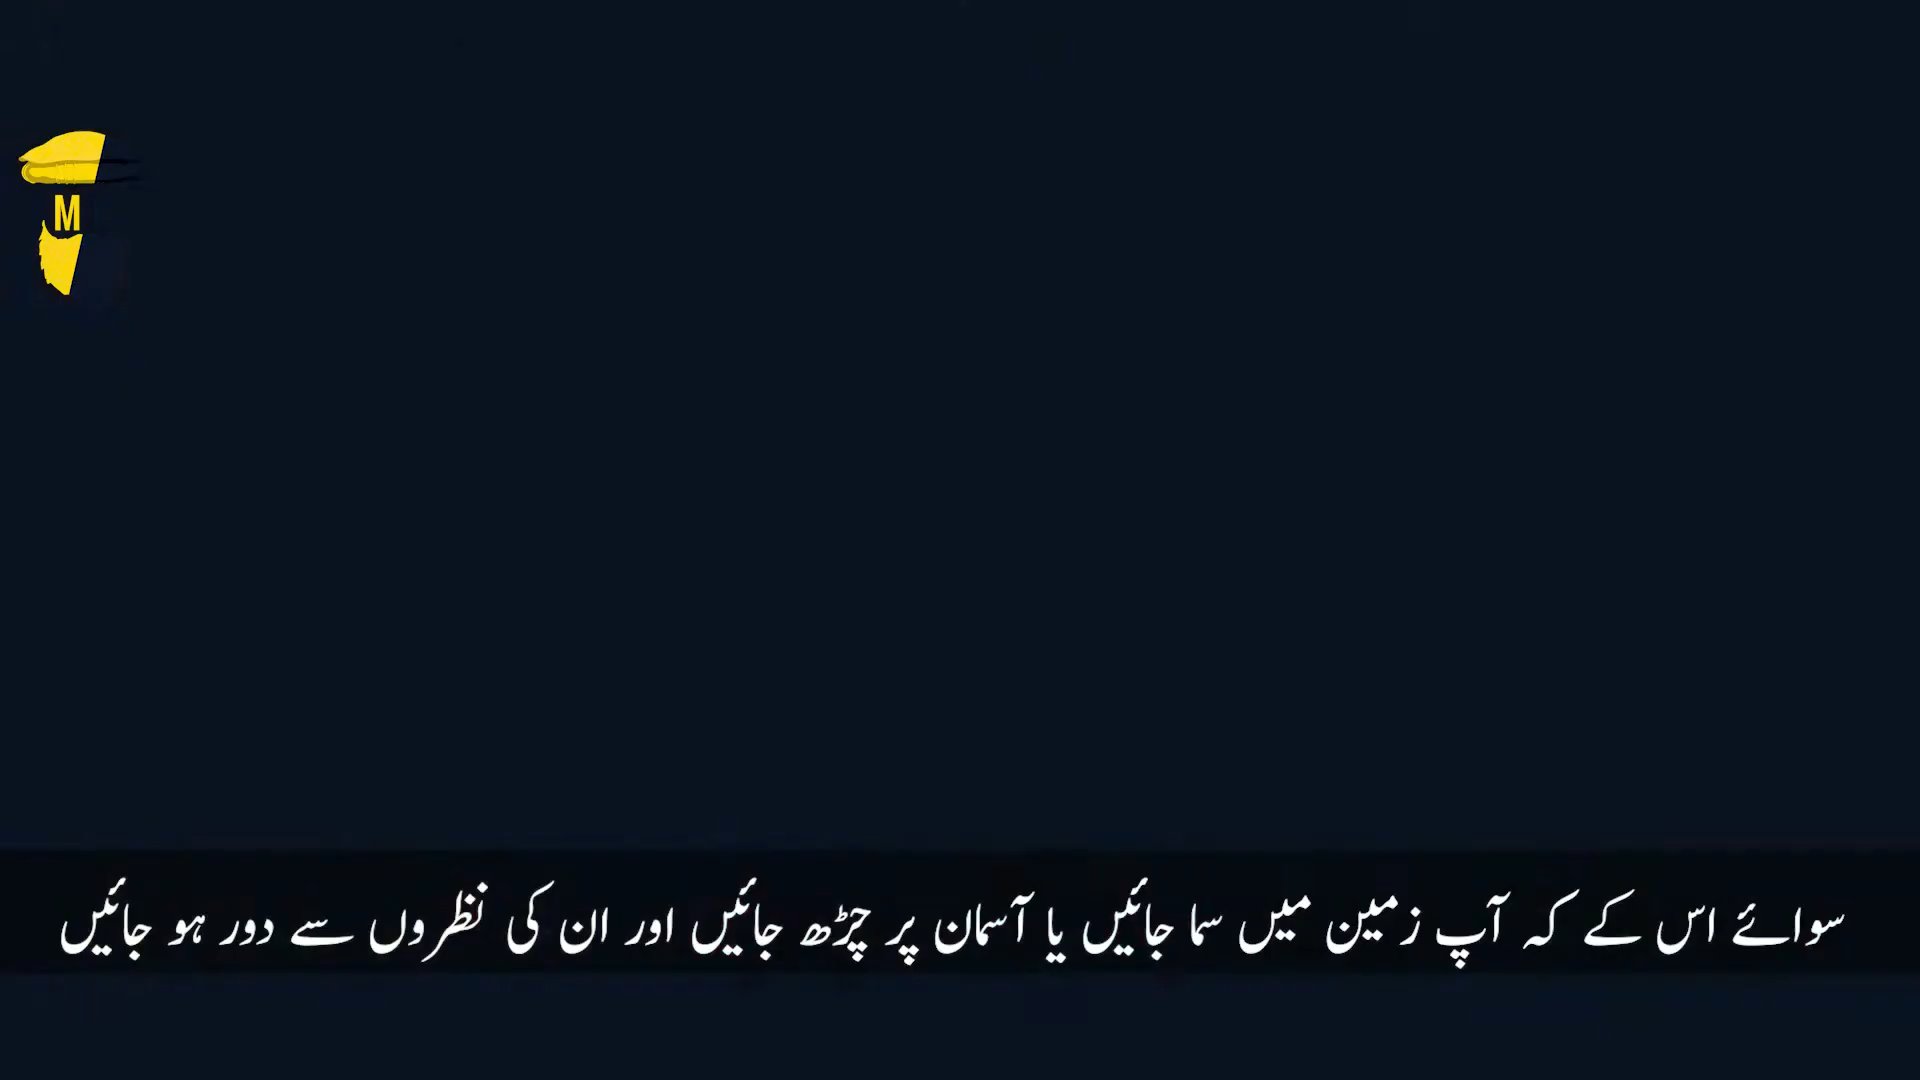 M
سوائے اس کے کہ آپ زمین میں سما جائیں یا آسمان پر چڑھ جائیں اور ان کی نظروں سے دور ہو جائیں